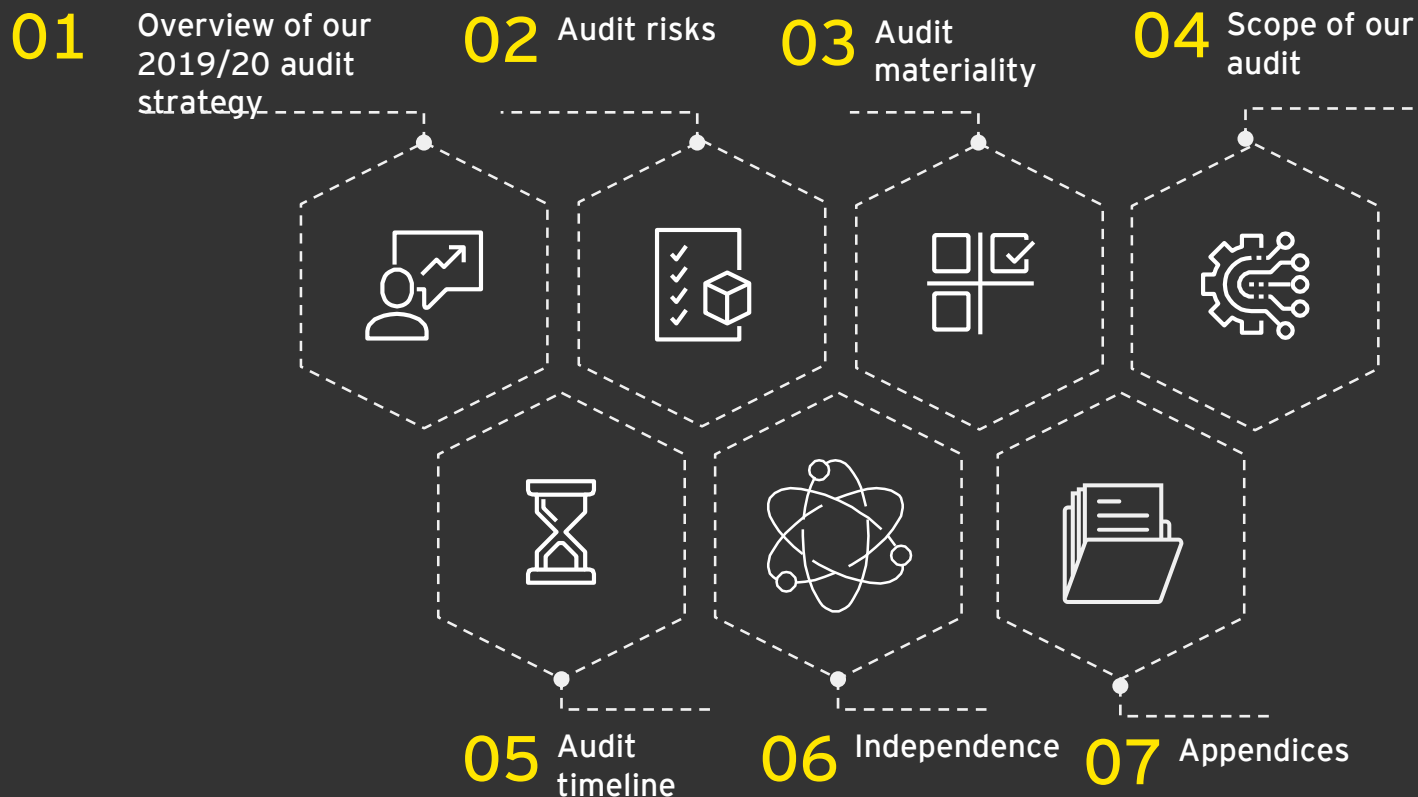 01
Overview of our
2019/20 audit
strategy
02
Audit risks
03
Audit
materiality
04
Scope of our
audit
05
Audit
timeline
06
Independence
07
Appendices